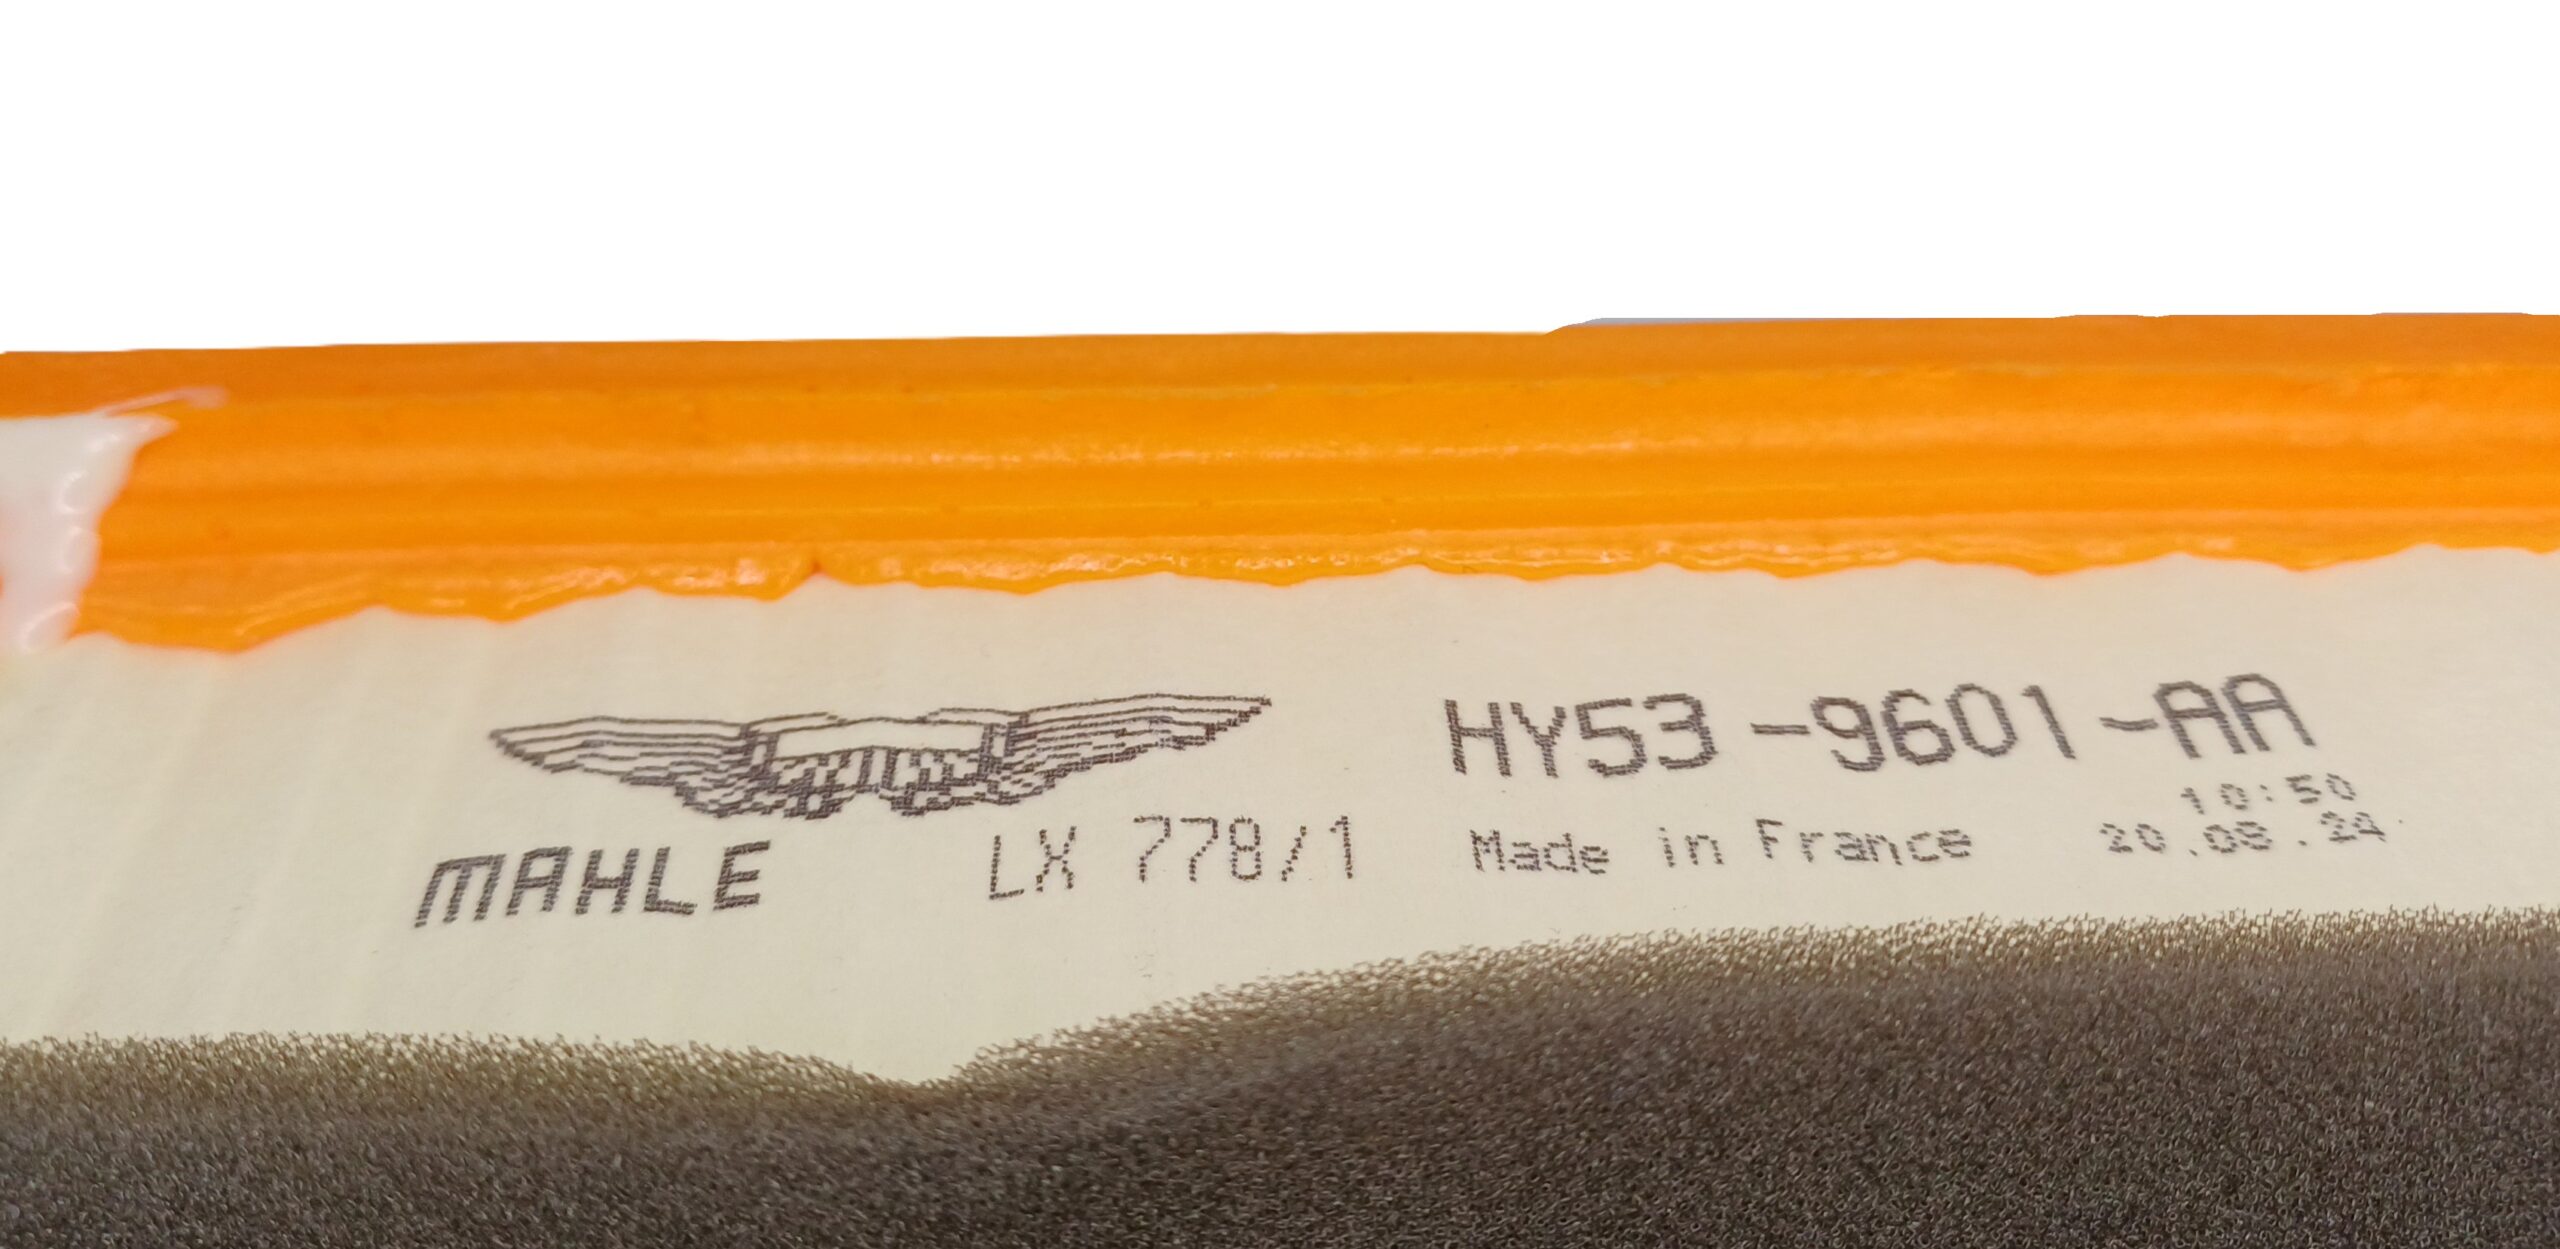 HY53-9601-AA
10:50
MAHLE LX 778/1 Made in France 20.08.24